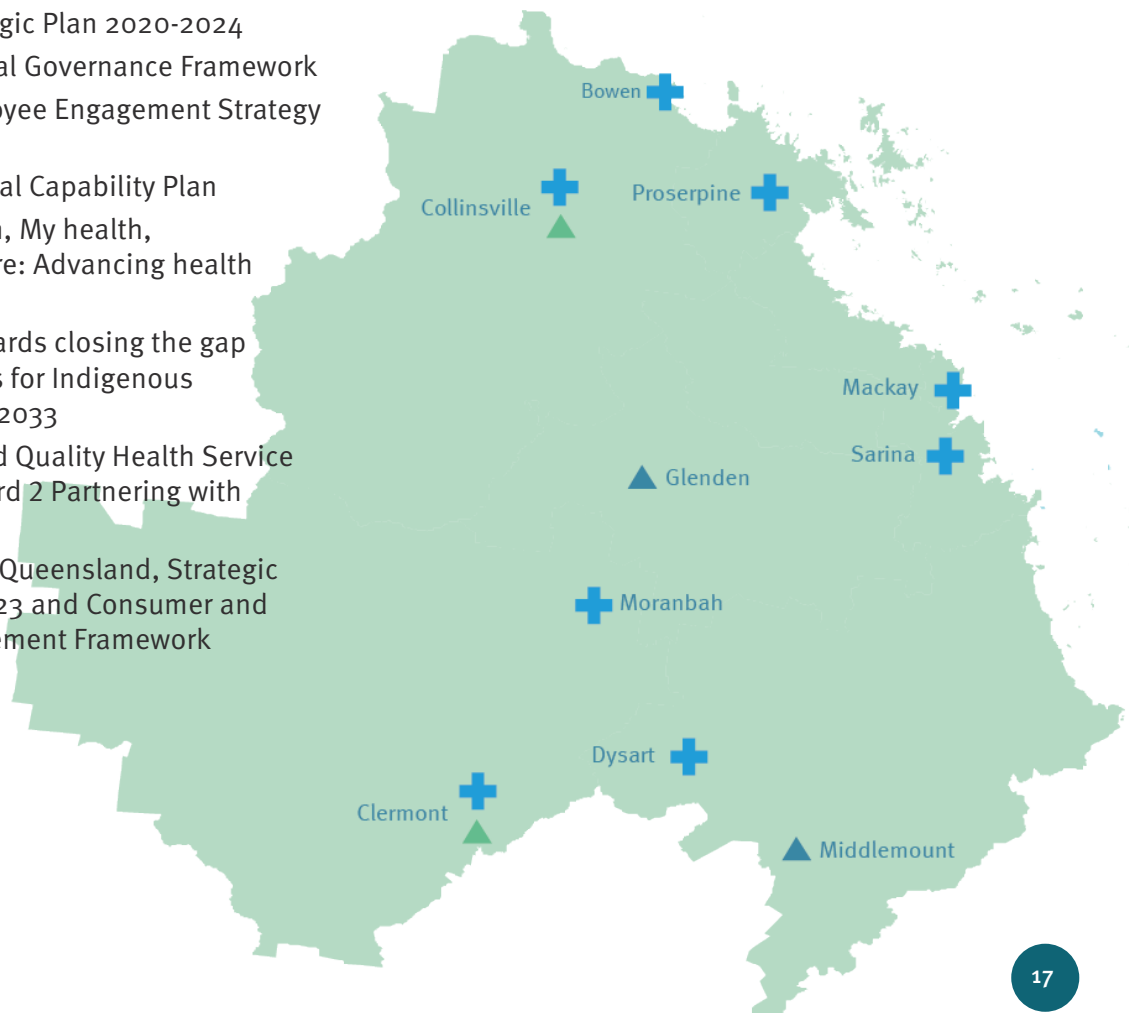 gic Plan 2020-2024
al Governance Framework
oyee Engagement Strategy
al Capability Plan
n, My health,
re: Advancing health
ards closing the gap
s for Indigenous
2033
d Quality Health Service
rd 2 Partnering with
Queensland, Strategic
23 and Consumer and
ement Framework
Bowen
Collinsville
Proserpine
Mackay
Sarina
Glenden
Moranbah
Dysart
Clermont
Middlemount
17